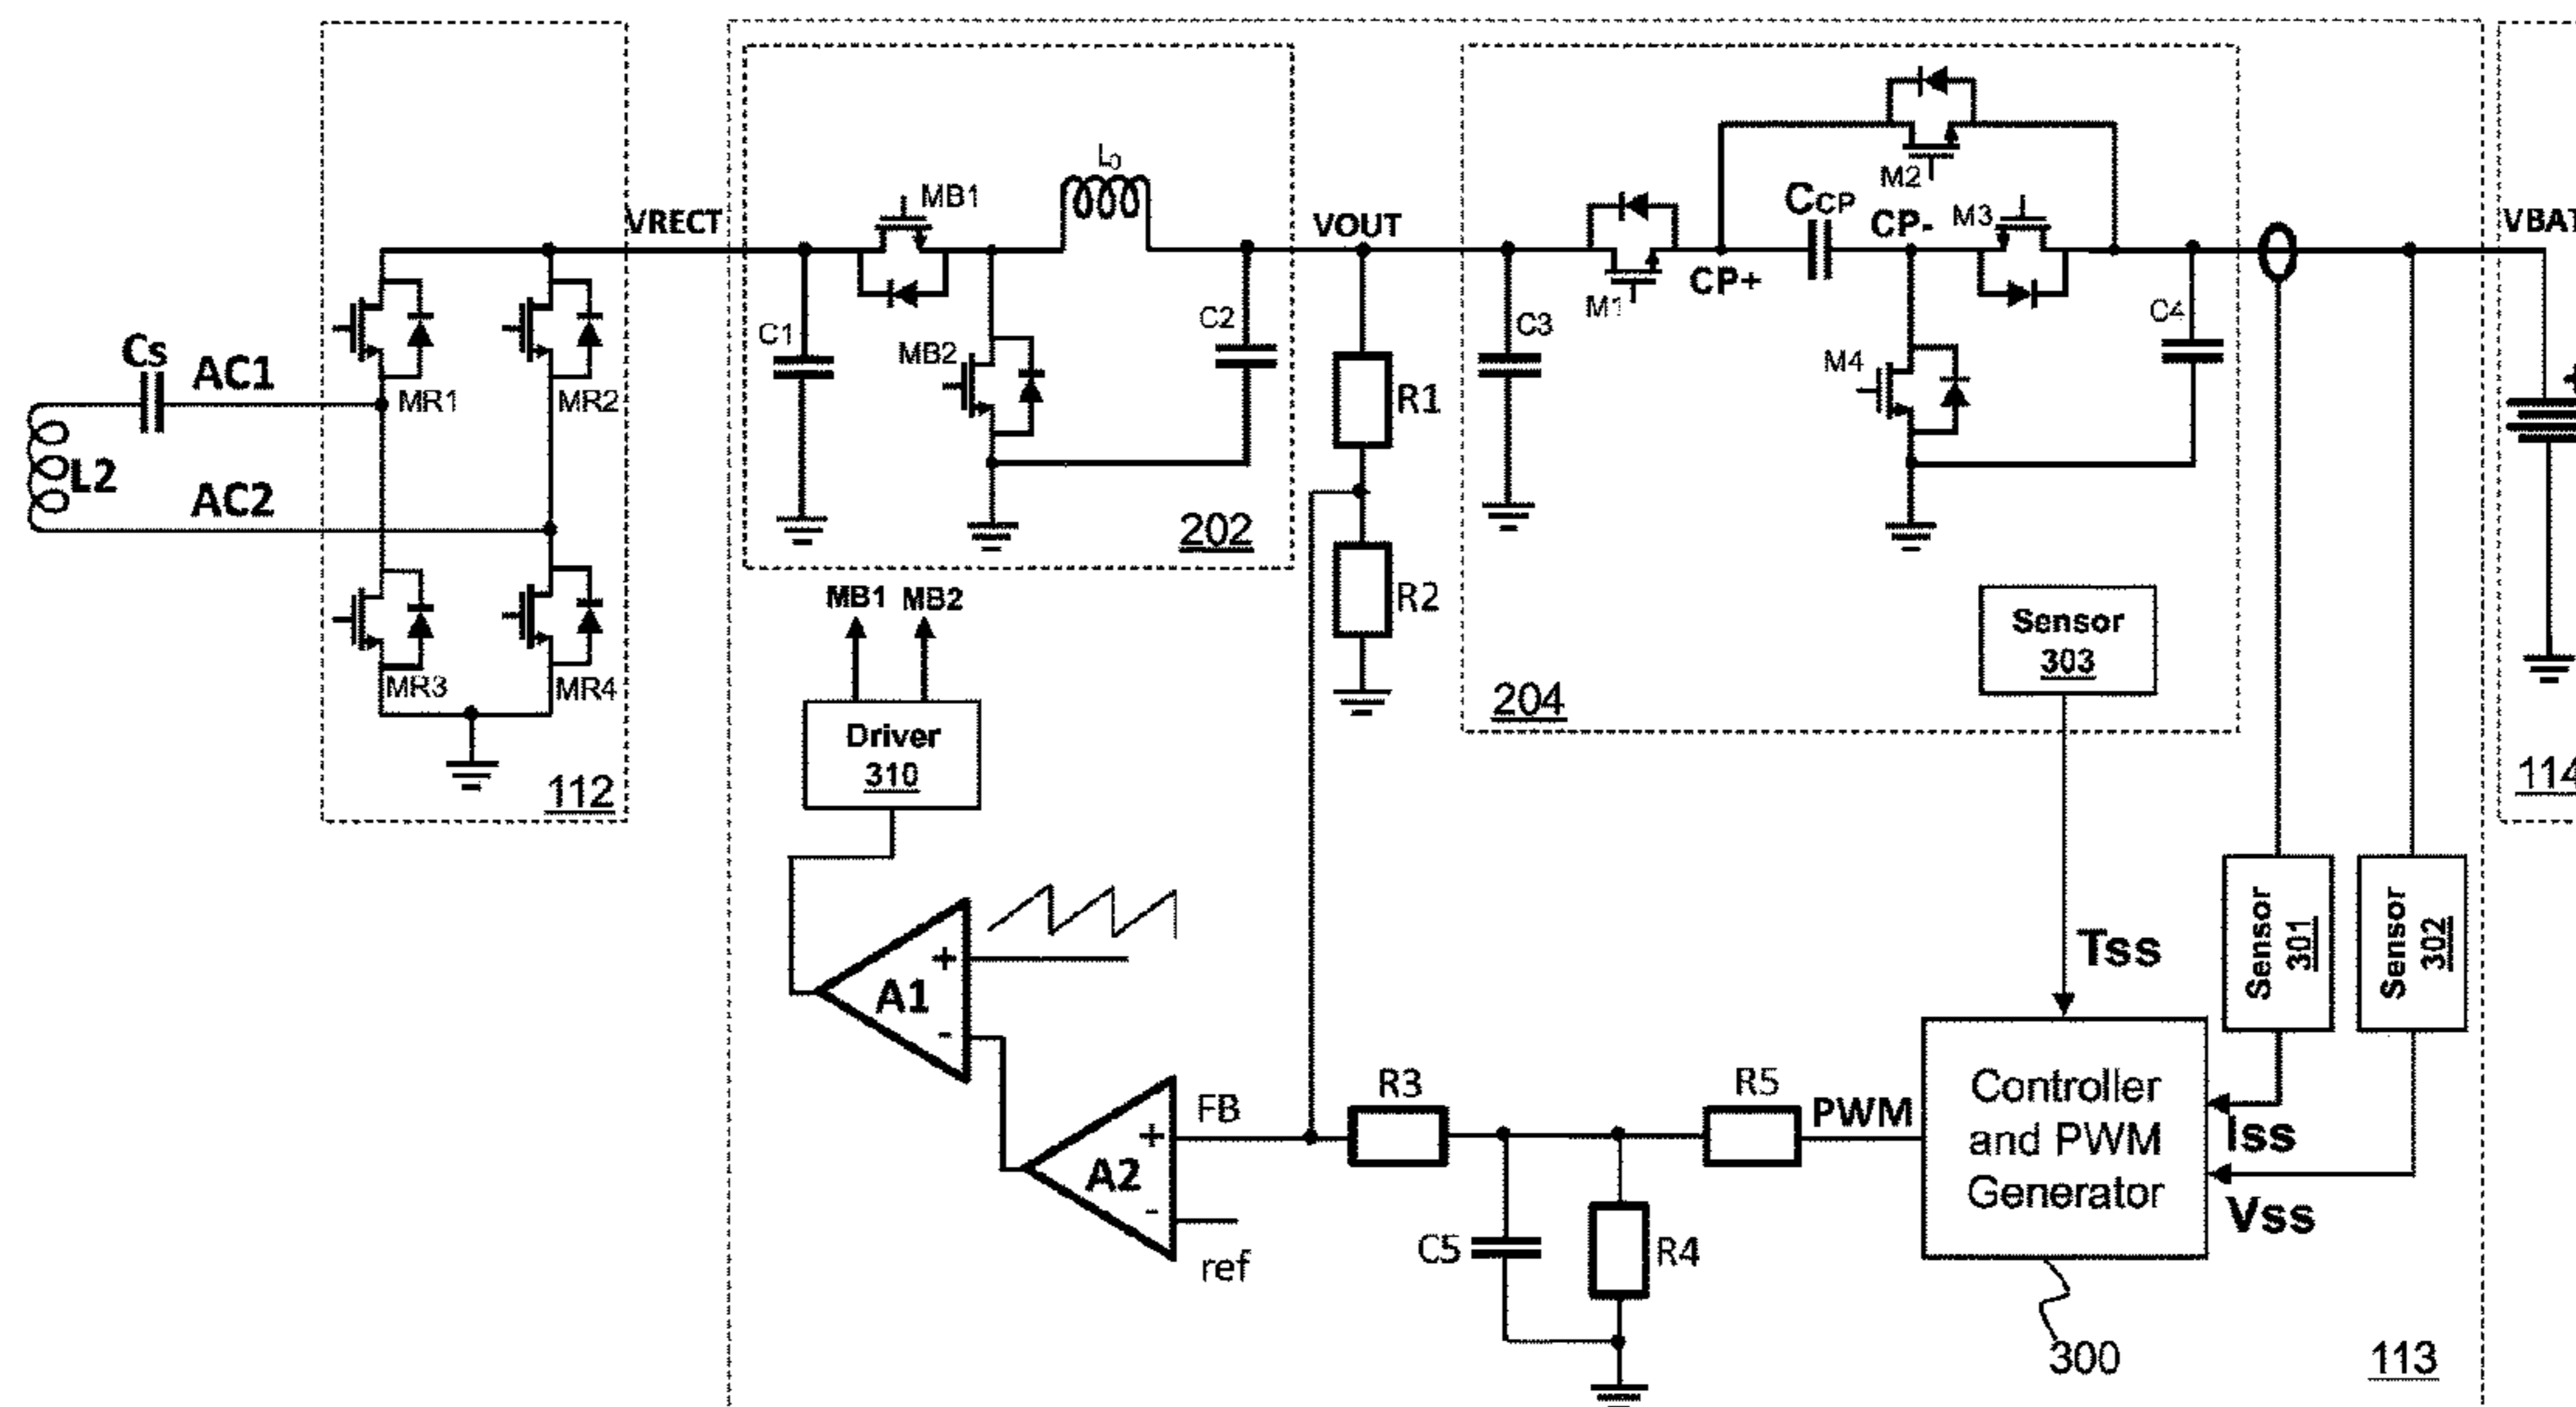 L0
MB1
M2
VRECT
VOUT
CCP
CP-
M3
VBAT
CP+
M1
C1
C2
C3
C4
MB2
M4
Cs
AC1
MR1
MR2
R1
L2
AC2
202
MB1
MB2
R2
Sensor
303
MR3
MR4
204
Driver
310
112
114
Sensor
301
Sensor
302
Tss
+
A1
-
Controller
and PWM
Generator
R3
R5
PWM
FB
+
A2
-
ref
Iss
Vss
C5
R4
300
113